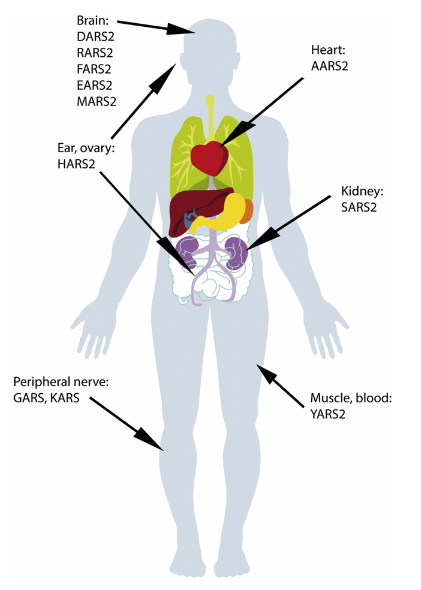 Brain:
DARS2
RARS2
FARS2
EARS2
MARS2
Heart:
AARS2
Ear, ovary:
HARS2
Kidney:
SARS2
Peripheral nerve:
GARS, KARS
Muscle, blood:
YARS2